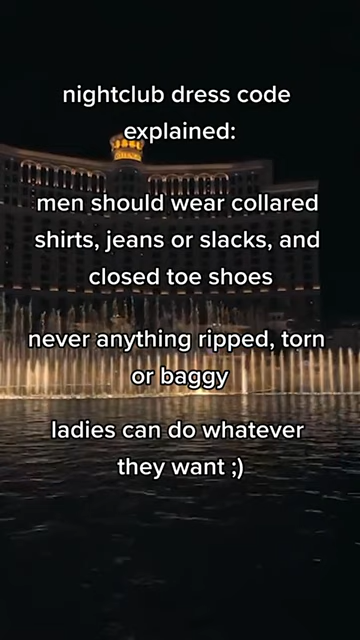 nightclub dress code
explained:
men should wear collared
shirts, jeans or slacks, and
closed toe shoes
never anything ripped, torn
or baggy
ladies can do whatever
they want ;)